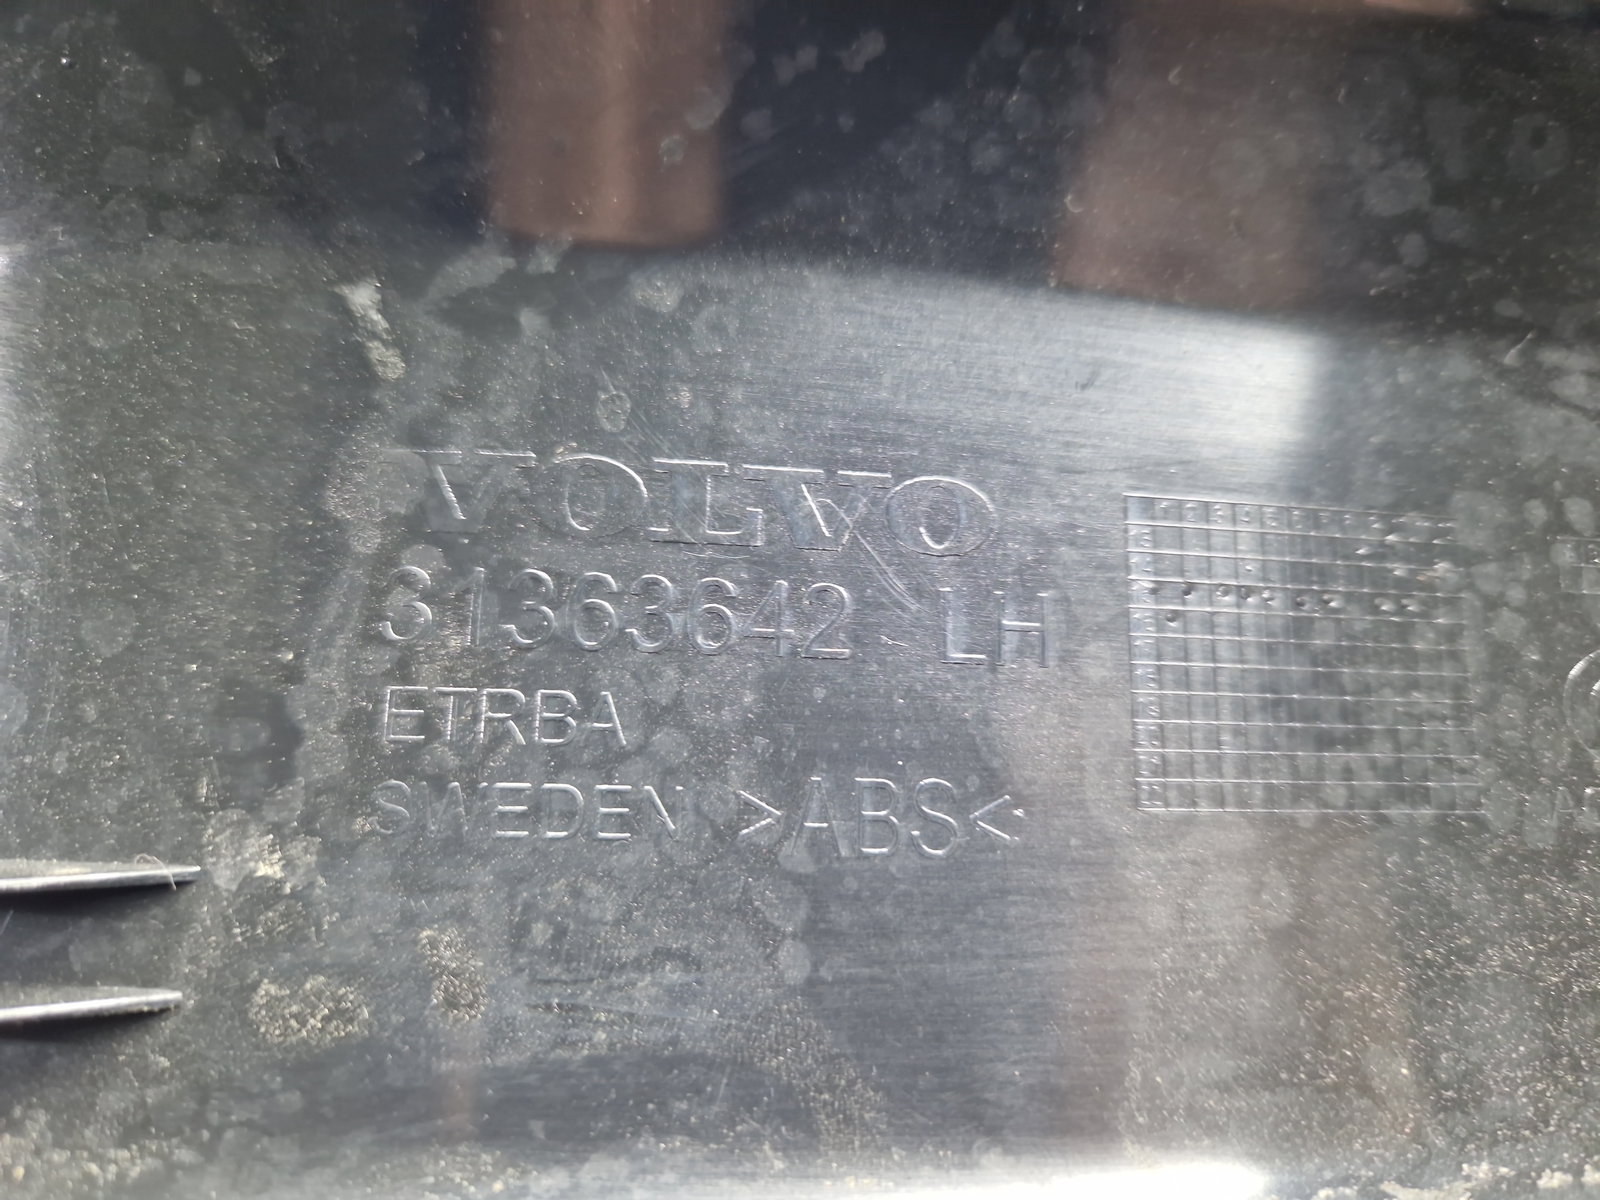 VOLVO
31363642 LH
ETRBA
SWEDEN >ABS<